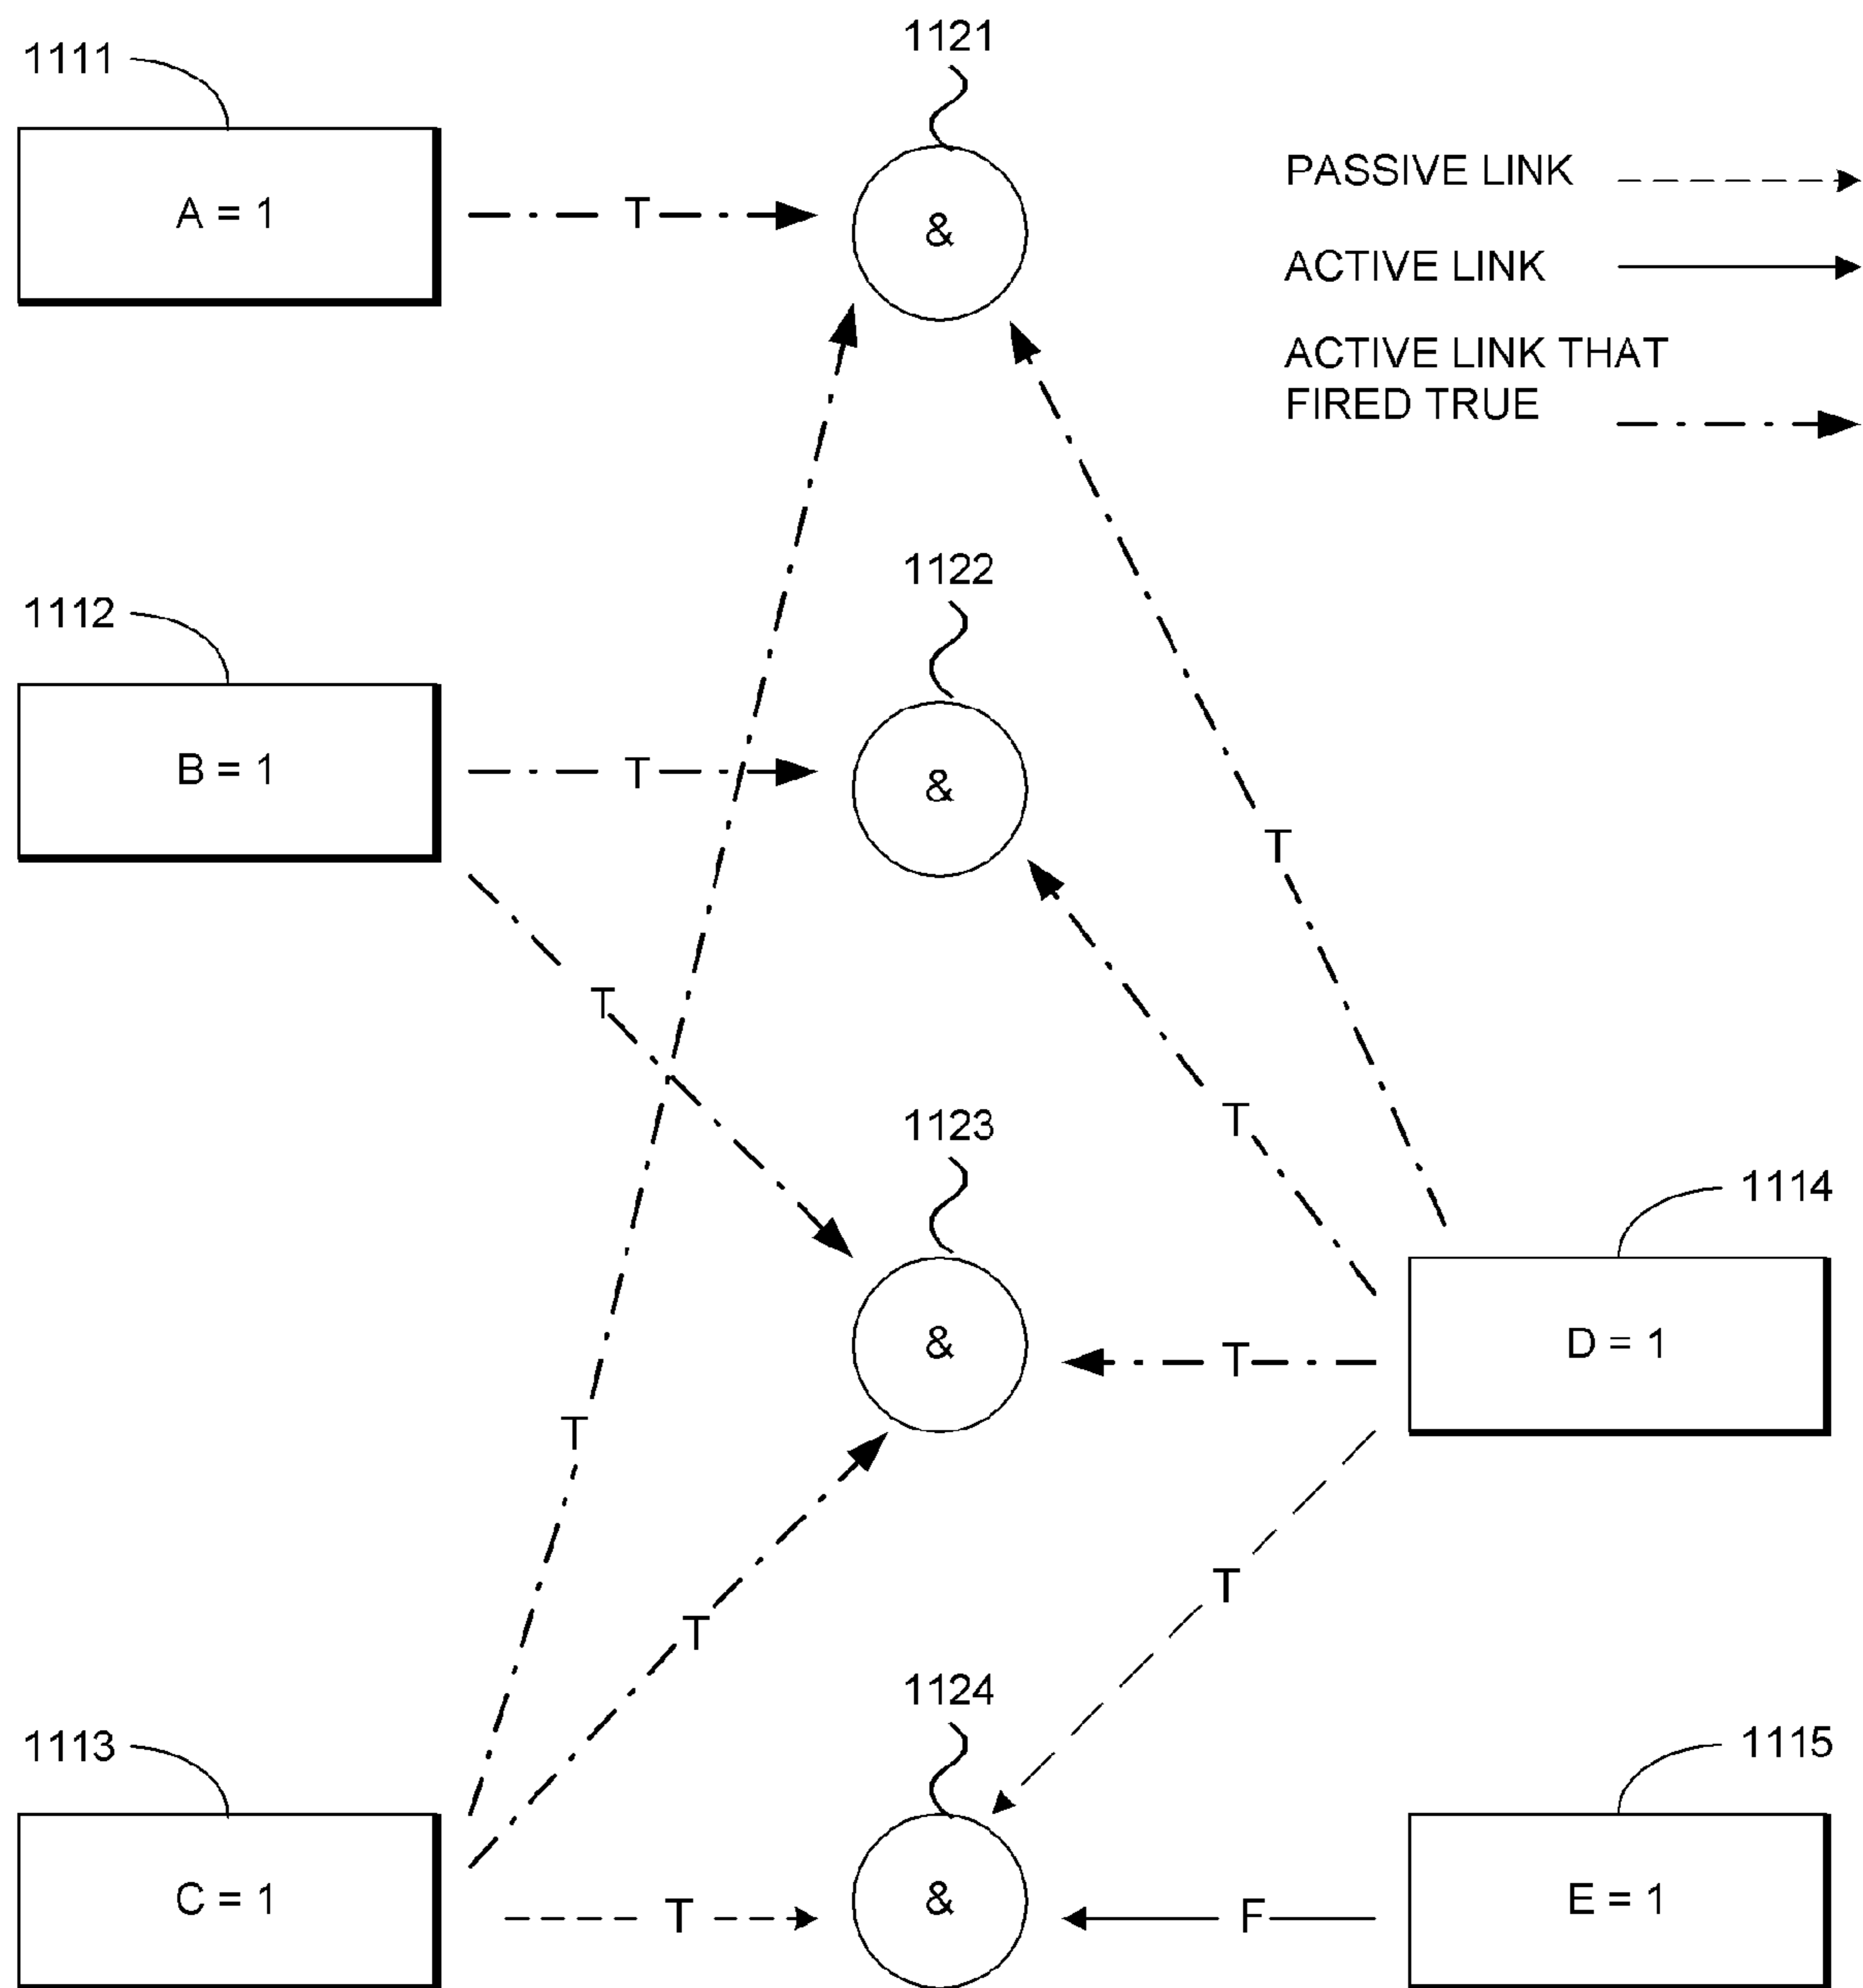 1121
1111
A = 1
T
&
PASSIVE LINK
ACTIVE LINK
ACTIVE LINK THAT
FIRED TRUE
1122
1112
B = 1
T
&
T
T
1123
T
1114
&
T
D = 1
T
T
T
1124
1113
1115
C = 1
T
&
F
E = 1